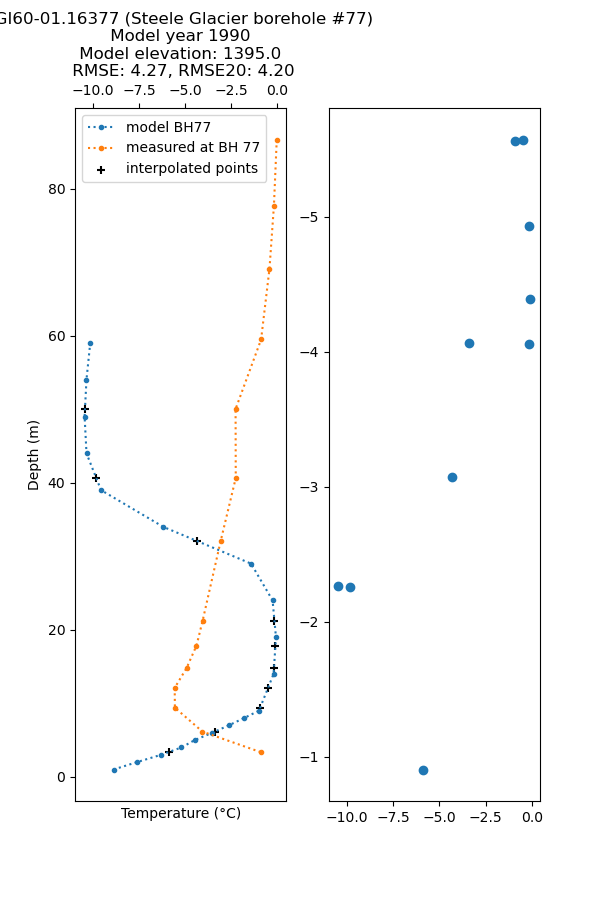 GI60-01.16377 (Steele Glacier borehole #77)
Model year 1990
Model elevation: 1395.0
RMSE: 4.27, RMSE20: 4.20
−10.0 −7.5 −5.0 −2.5 0.0
model BH77
measured at BH 77
interpolated points
80
60
40
20
0
Depth (m)
Temperature (°C)
−5
−4
−3
−2
−1
−10.0 −7.5 −5.0 −2.5 0.0